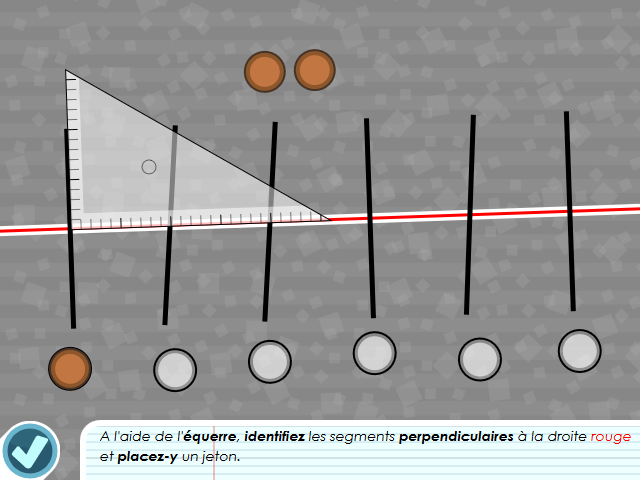 A l'aide de l'équerre, identifiez les segments perpendiculaires à la droite rouge
et placez-y un jeton.